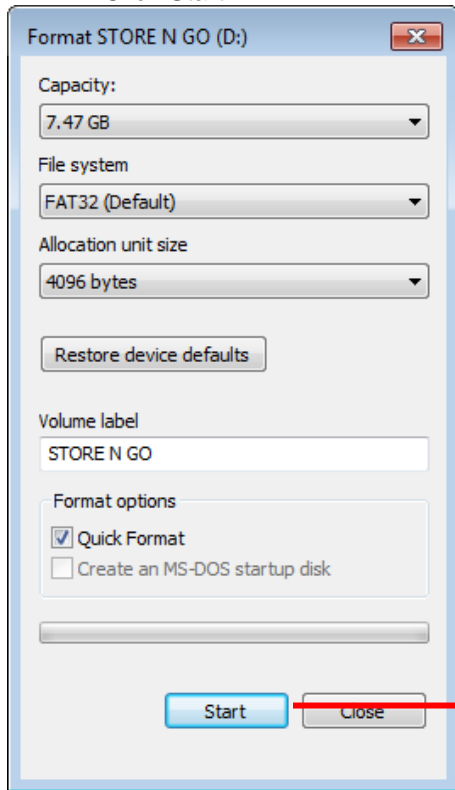 Format STORE N GO (D:)
Capacity:
7.47 GB
File system
FAT32 (Default)
Allocation unit size
4096 bytes
Restore device defaults
Volume label
STORE N GO
Format options
Quick Format
Create an MS-DOS startup disk
Start Close